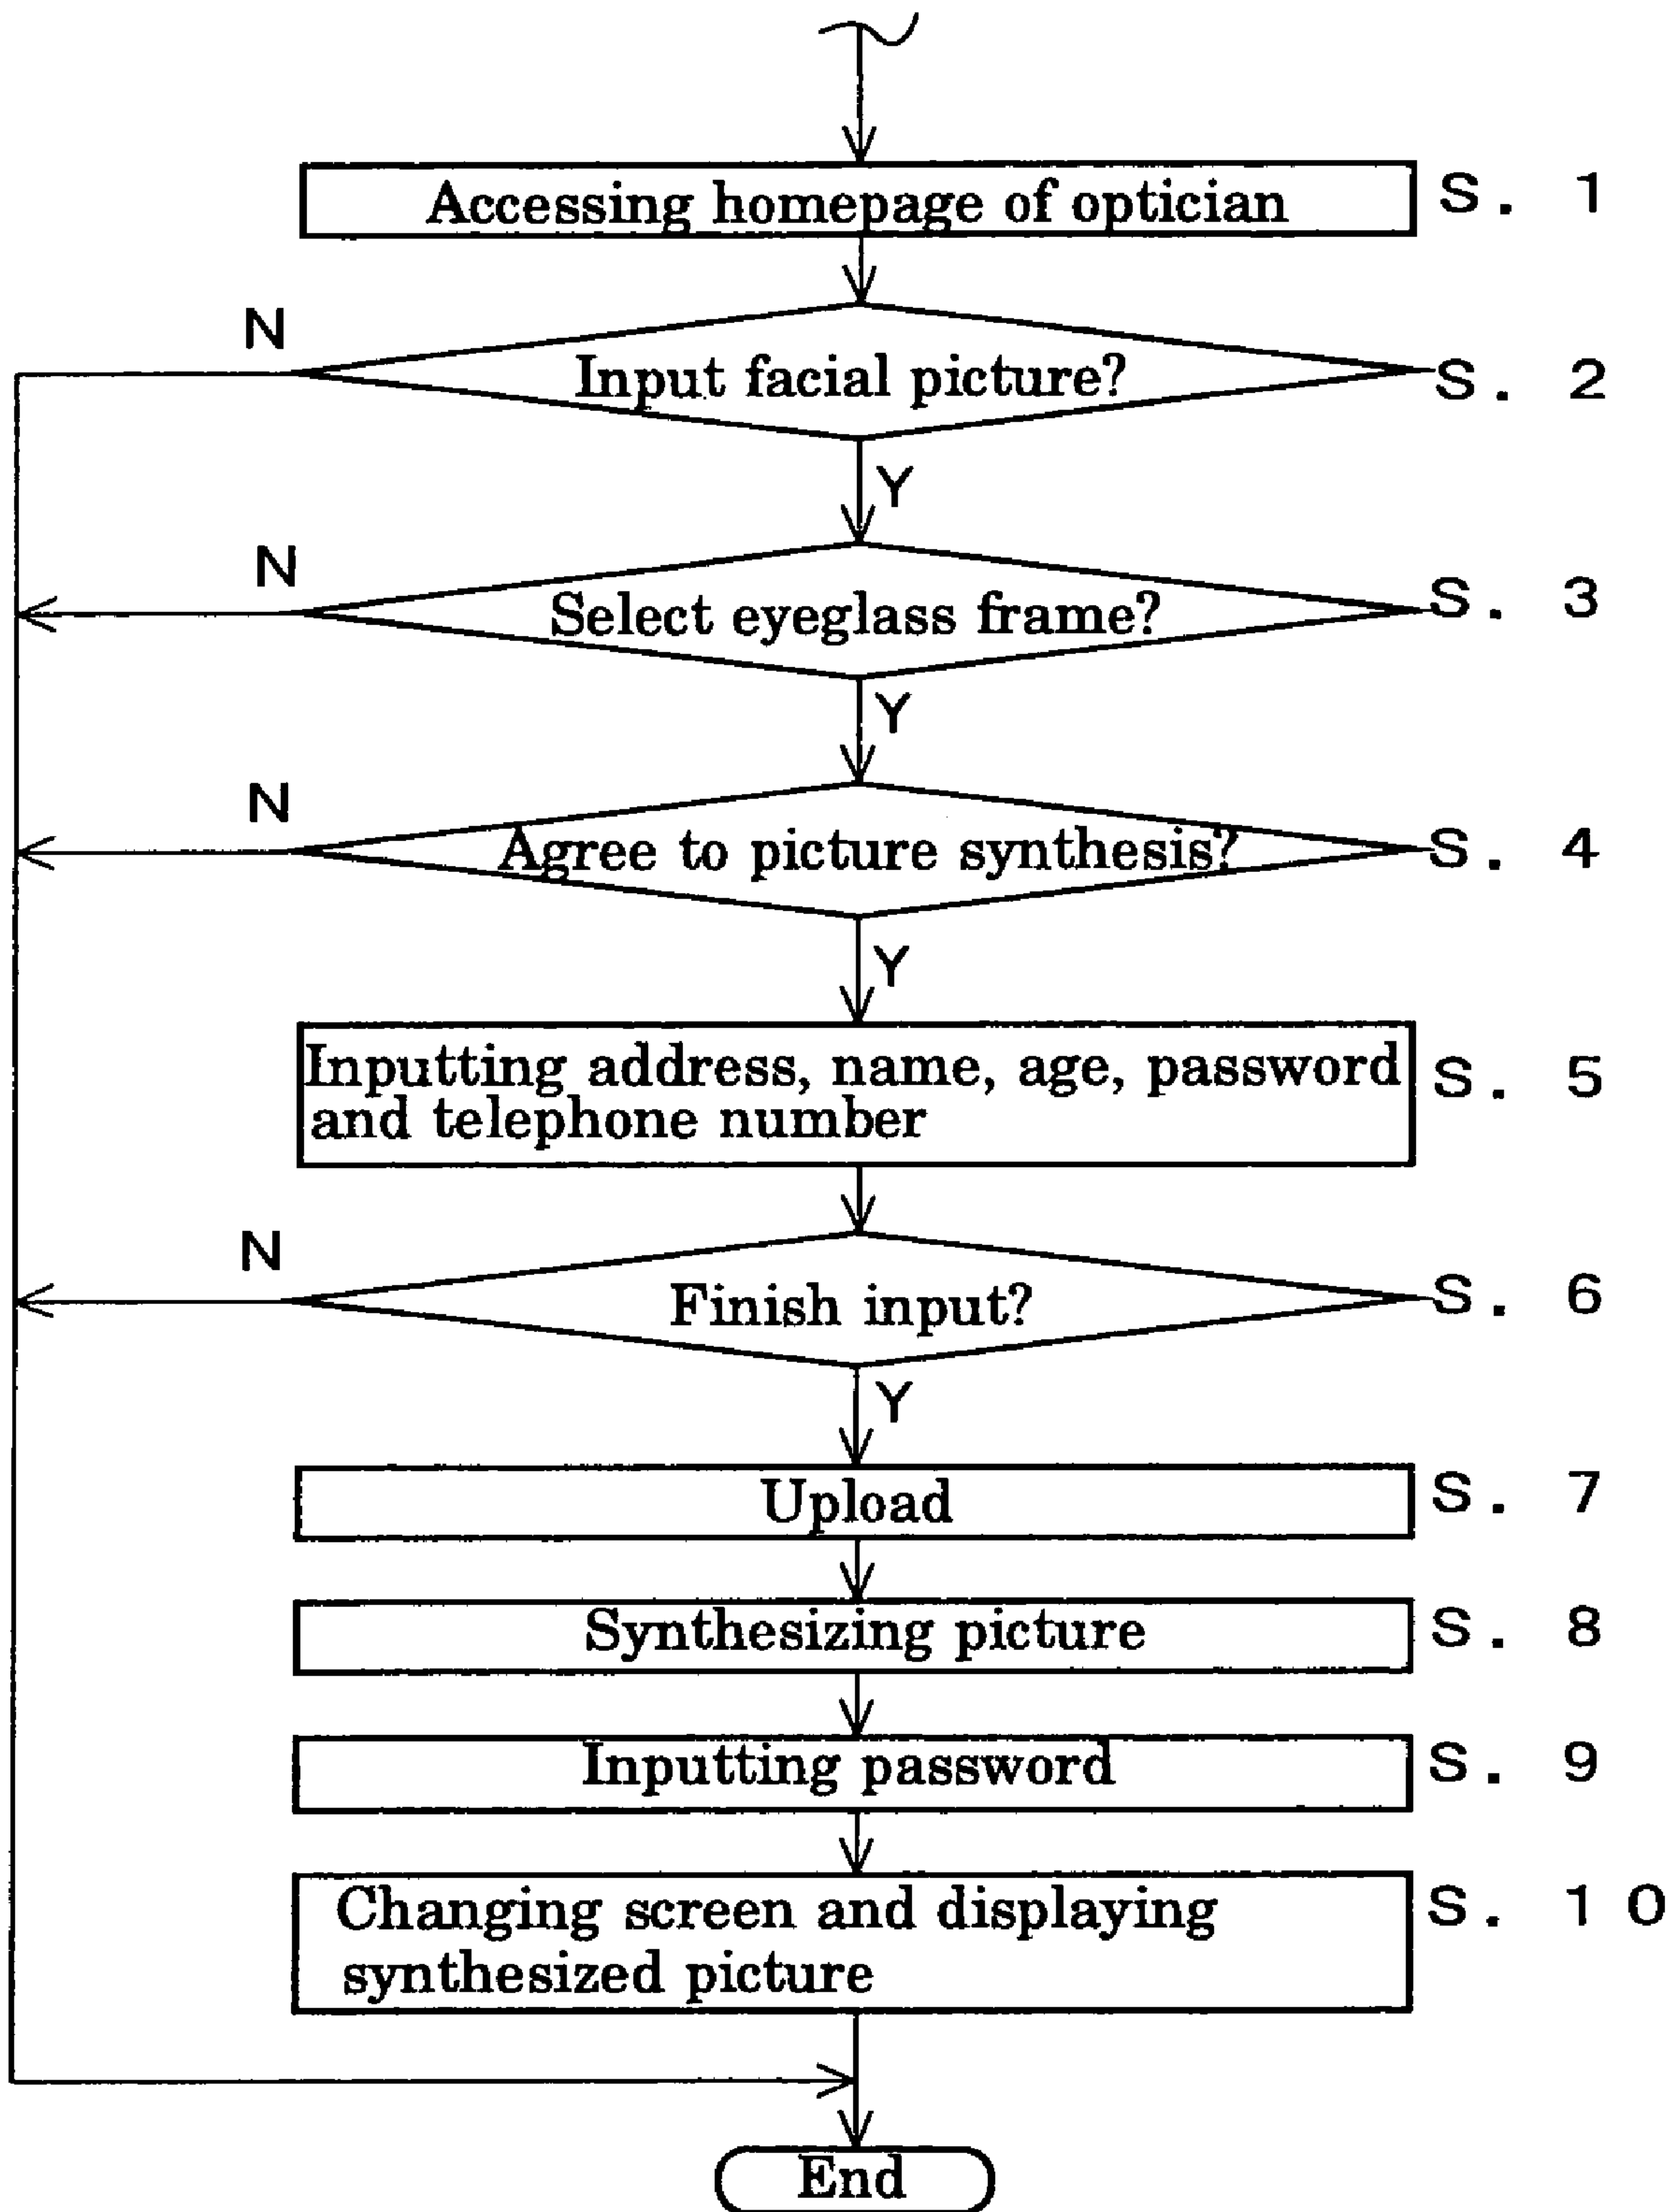 Accessing homepage of optician S. 1
N
Input facial picture? S. 2
Y
N
Select eyeglass frame? S. 3
Y
N
Agree to picture synthesis? S. 4
Y
Inputting address, name, age, password S. 5
and telephone number
N
Finish input? S. 6
Y
Upload S. 7
Synthesizing picture S. 8
Inputting password S. 9
Changing screen and displaying S. 10
synthesized picture
End